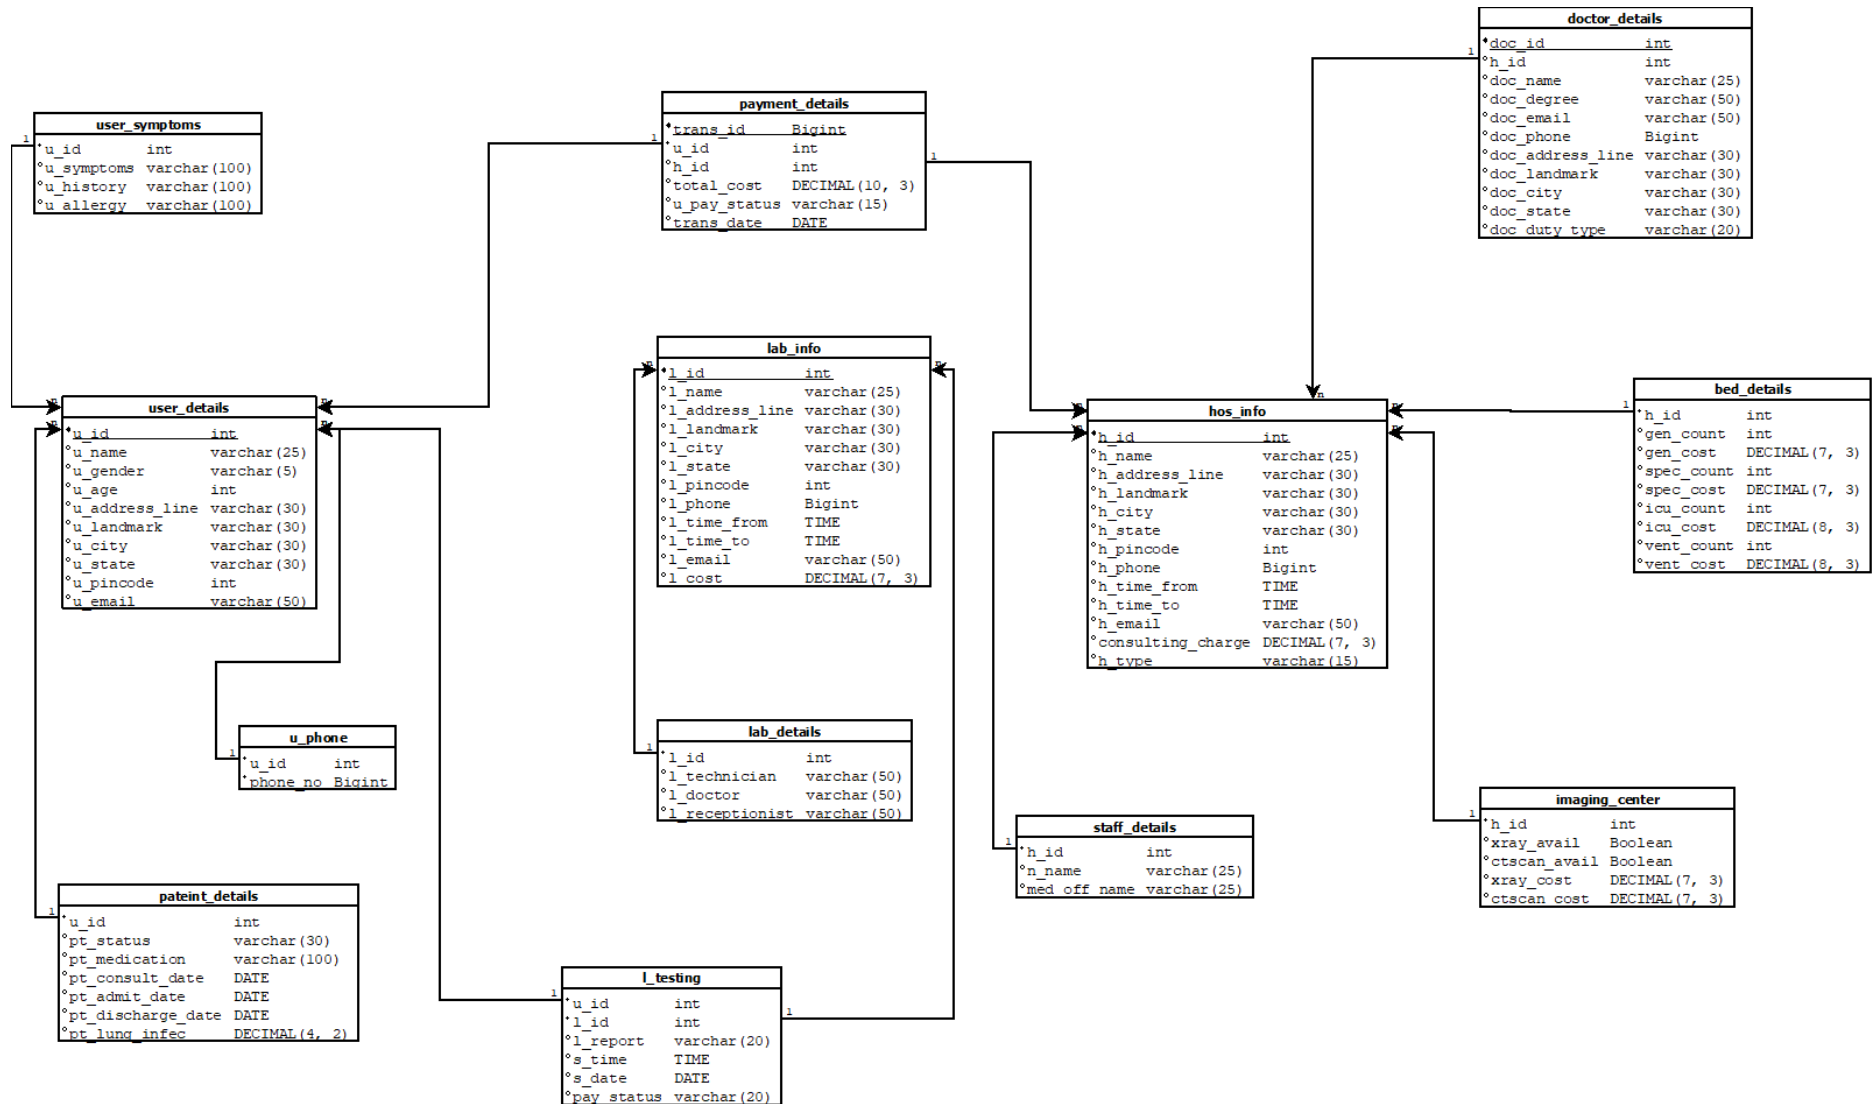 doctor_details
doc_id int
h_id int
doc_name varchar(25)
doc_degree varchar(50)
doc_email varchar(50)
doc_phone Bigint
doc_address_line varchar(30)
doc_landmark varchar(30)
doc_city varchar(30)
doc_state varchar(30)
doc_duty_type varchar(20)
1
n
payment_details
trans_id Bigint
u_id int
h_id int
total_cost DECIMAL(10, 3)
u_pay_status varchar(15)
trans_date DATE
1
1
user_symptoms
u_id int
u_symptoms varchar(100)
u_history varchar(100)
u_allergy varchar(100)
1
lab_info
l_id int
l_name varchar(25)
l_address_line varchar(30)
l_landmark varchar(30)
l_city varchar(30)
l_state varchar(30)
l_pincode int
l_phone Bigint
l_time_from TIME
l_time_to TIME
l_email varchar(50)
l_cost DECIMAL(7, 3)
n
n
user_details
u_id int
u_name varchar(25)
u_gender varchar(5)
u_age int
u_address_line varchar(30)
u_landmark varchar(30)
u_city varchar(30)
u_state varchar(30)
u_pincode int
u_email varchar(50)
n
n
n
n
hos_info
h_id int
h_name varchar(25)
h_address_line varchar(30)
h_landmark varchar(30)
h_city varchar(30)
h_state varchar(30)
h_pincode int
h_phone Bigint
h_time_from TIME
h_time_to TIME
h_email varchar(50)
consulting_charge DECIMAL(7, 3)
h_type varchar(15)
n
n
n
n
bed_details
h_id int
gen_count int
gen_cost DECIMAL(7, 3)
spec_count int
spec_cost DECIMAL(7, 3)
icu_count int
icu_cost DECIMAL(8, 3)
vent_count int
vent_cost DECIMAL(8, 3)
1
u_phone
u_id int
phone_no Bigint
1
lab_details
l_id int
l_technician varchar(50)
l_doctor varchar(50)
l_receptionist varchar(50)
1
staff_details
h_id int
n_name varchar(25)
med_off_name varchar(25)
1
imaging_center
h_id int
xray_avail Boolean
ctscan_avail Boolean
xray_cost DECIMAL(7, 3)
ctscan_cost DECIMAL(7, 3)
1
pateint_details
u_id int
pt_status varchar(30)
pt_medication varchar(100)
pt_consult_date DATE
pt_admit_date DATE
pt_discharge_date DATE
pt_lung_infec DECIMAL(4, 2)
1
l_testing
u_id int
l_id int
l_report varchar(20)
s_time TIME
s_date DATE
pay_status varchar(20)
1
1